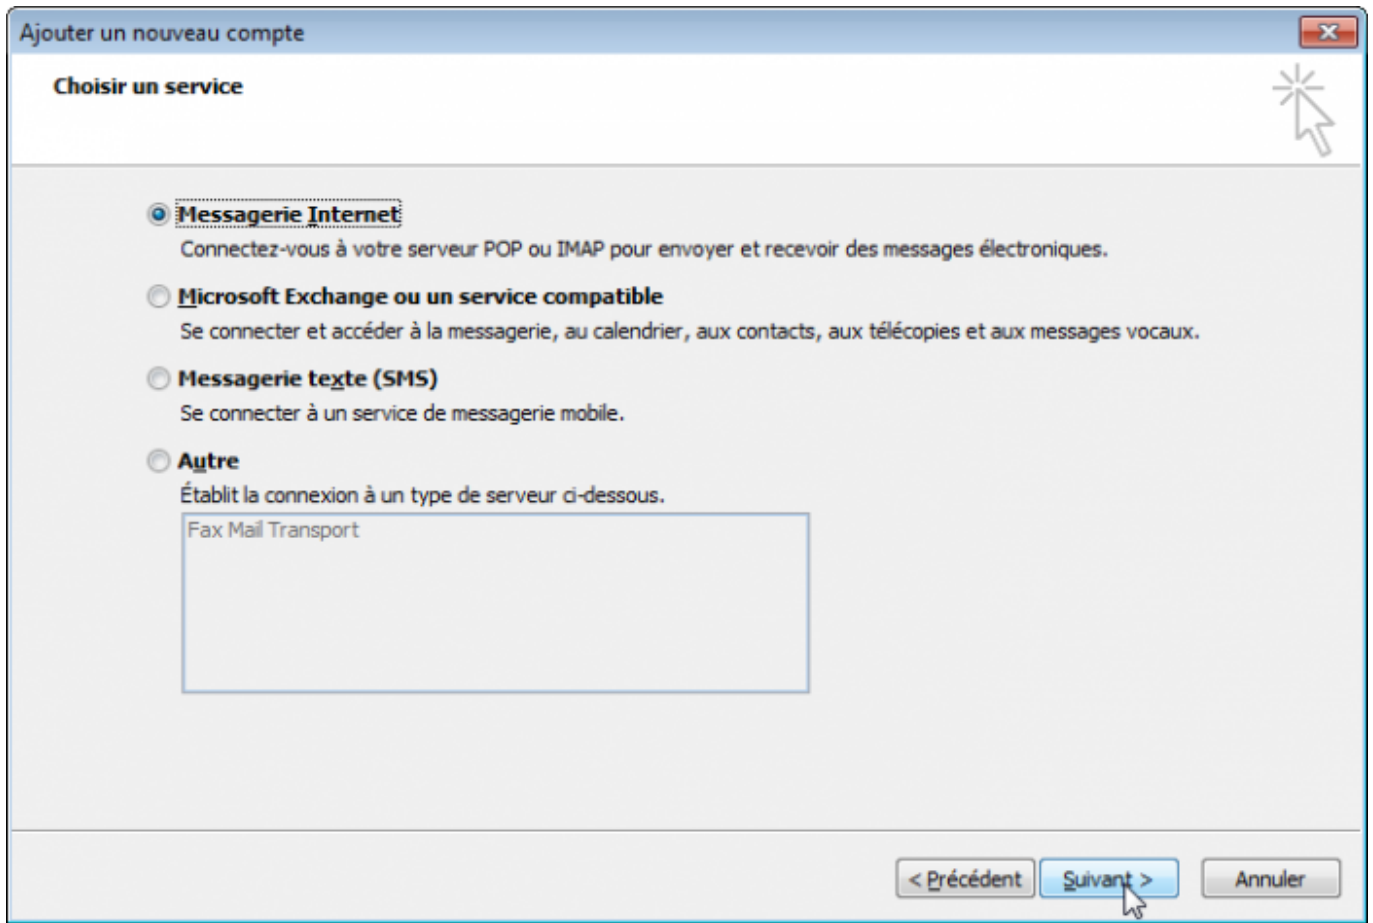 Ajouter un nouveau compte
Choisir un service
Messagerie Internet
Connectez-vous à votre serveur POP ou IMAP pour envoyer et recevoir des messages électroniques.
Microsoft Exchange ou un service compatible
Se connecter et accéder à la messagerie, au calendrier, aux contacts, aux télécopies et aux messages vocaux.
Messagerie texte (SMS)
Se connecter à un service de messagerie mobile.
Autre
Établit la connexion à un type de serveur ci-dessous.
Fax Mail Transport
< Précédent Suivant > Annuler